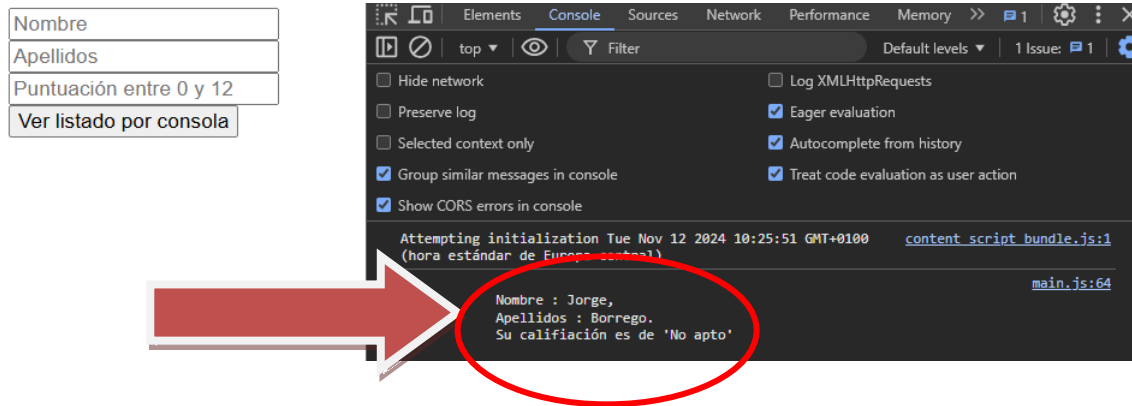 Nombre
Apellidos
Puntuación entre 0 y 12
Ver listado por consola
Elements Console Sources Network Performance Memory 1
top Filter Default levels 1 Issue: 1
Hide network
Log XMLHttpRequests
Preserve log
Eager evaluation
Selected context only
Autocomplete from history
Group similar messages in console
Treat code evaluation as user action
Show CORS errors in console
Attempting initialization Tue Nov 12 2024 10:25:51 GMT+0100 content script bundle.js:1
(hora estándar de Europa central)
main.js:64
Nombre : Jorge,
Apellidos : Borrego.
Su califiación es de 'No apto'